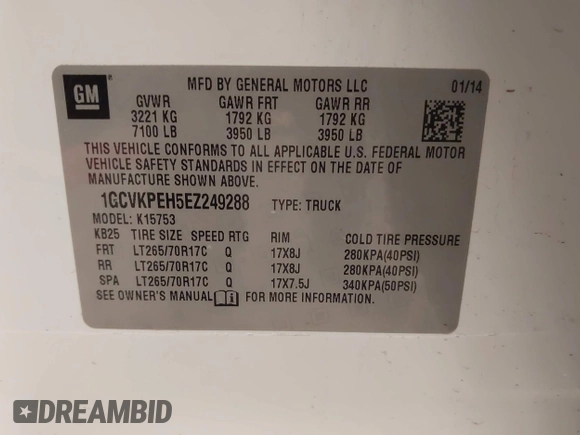 GM
®
MFD BY GENERAL MOTORS LLC 01/14
GVWR GAWR FRT GAWR RR
3221 KG 1792 KG 1792 KG
7100 LB 3950 LB 3950 LB
THIS VEHICLE CONFORMS TO ALL APPLICABLE U.S. FEDERAL MOTOR
VEHICLE SAFETY STANDARDS IN EFFECT ON THE DATE OF
MANUFACTURE SHOWN ABOVE.
1GCVKPEH5EZ249288 TYPE: TRUCK
MODEL: K15753
KB25 TIRE SIZE SPEED RTG RIM COLD TIRE PRESSURE
FRT LT265/70R17C Q 17X8J 280KPA(40PSI)
RR LT265/70R17C Q 17X8J 280KPA(40PSI)
SPA LT265/70R17C Q 17X7.5J 340KPA(50PSI)
SEE OWNER'S MANUAL FOR MORE INFORMATION.
DREAMBID